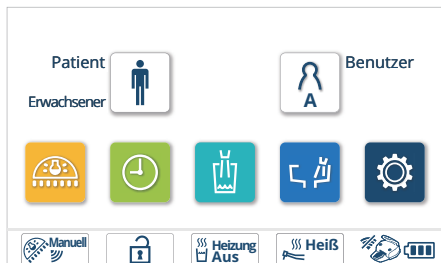 Patient
Benutzer
Erwachsener
A
Manuell
Heizung
Aus
Heiß